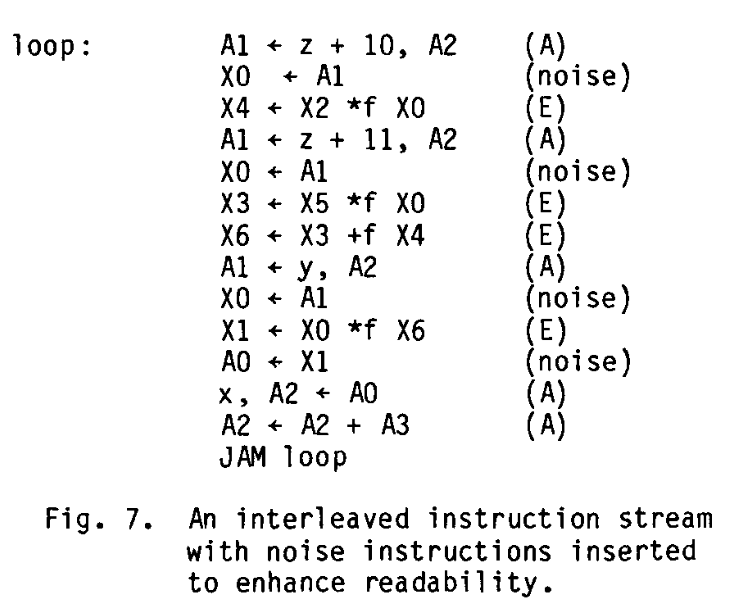 loop: A1 ← z + 10, A2 (A)
X0 ← A1 (noise)
X4 ← X2 *f X0 (E)
A1 ← z + 11, A2 (A)
X0 ← A1 (noise)
X3 ← X5 *f X0 (E)
X6 ← X3 +f X4 (E)
A1 ← y, A2 (A)
X0 ← A1 (noise)
X1 ← X0 *f X6 (E)
A0 ← X1 (noise)
x, A2 ← A0 (A)
A2 ← A2 + A3 (A)
JAM loop
Fig. 7. An interleaved instruction stream
with noise instructions inserted
to enhance readability.